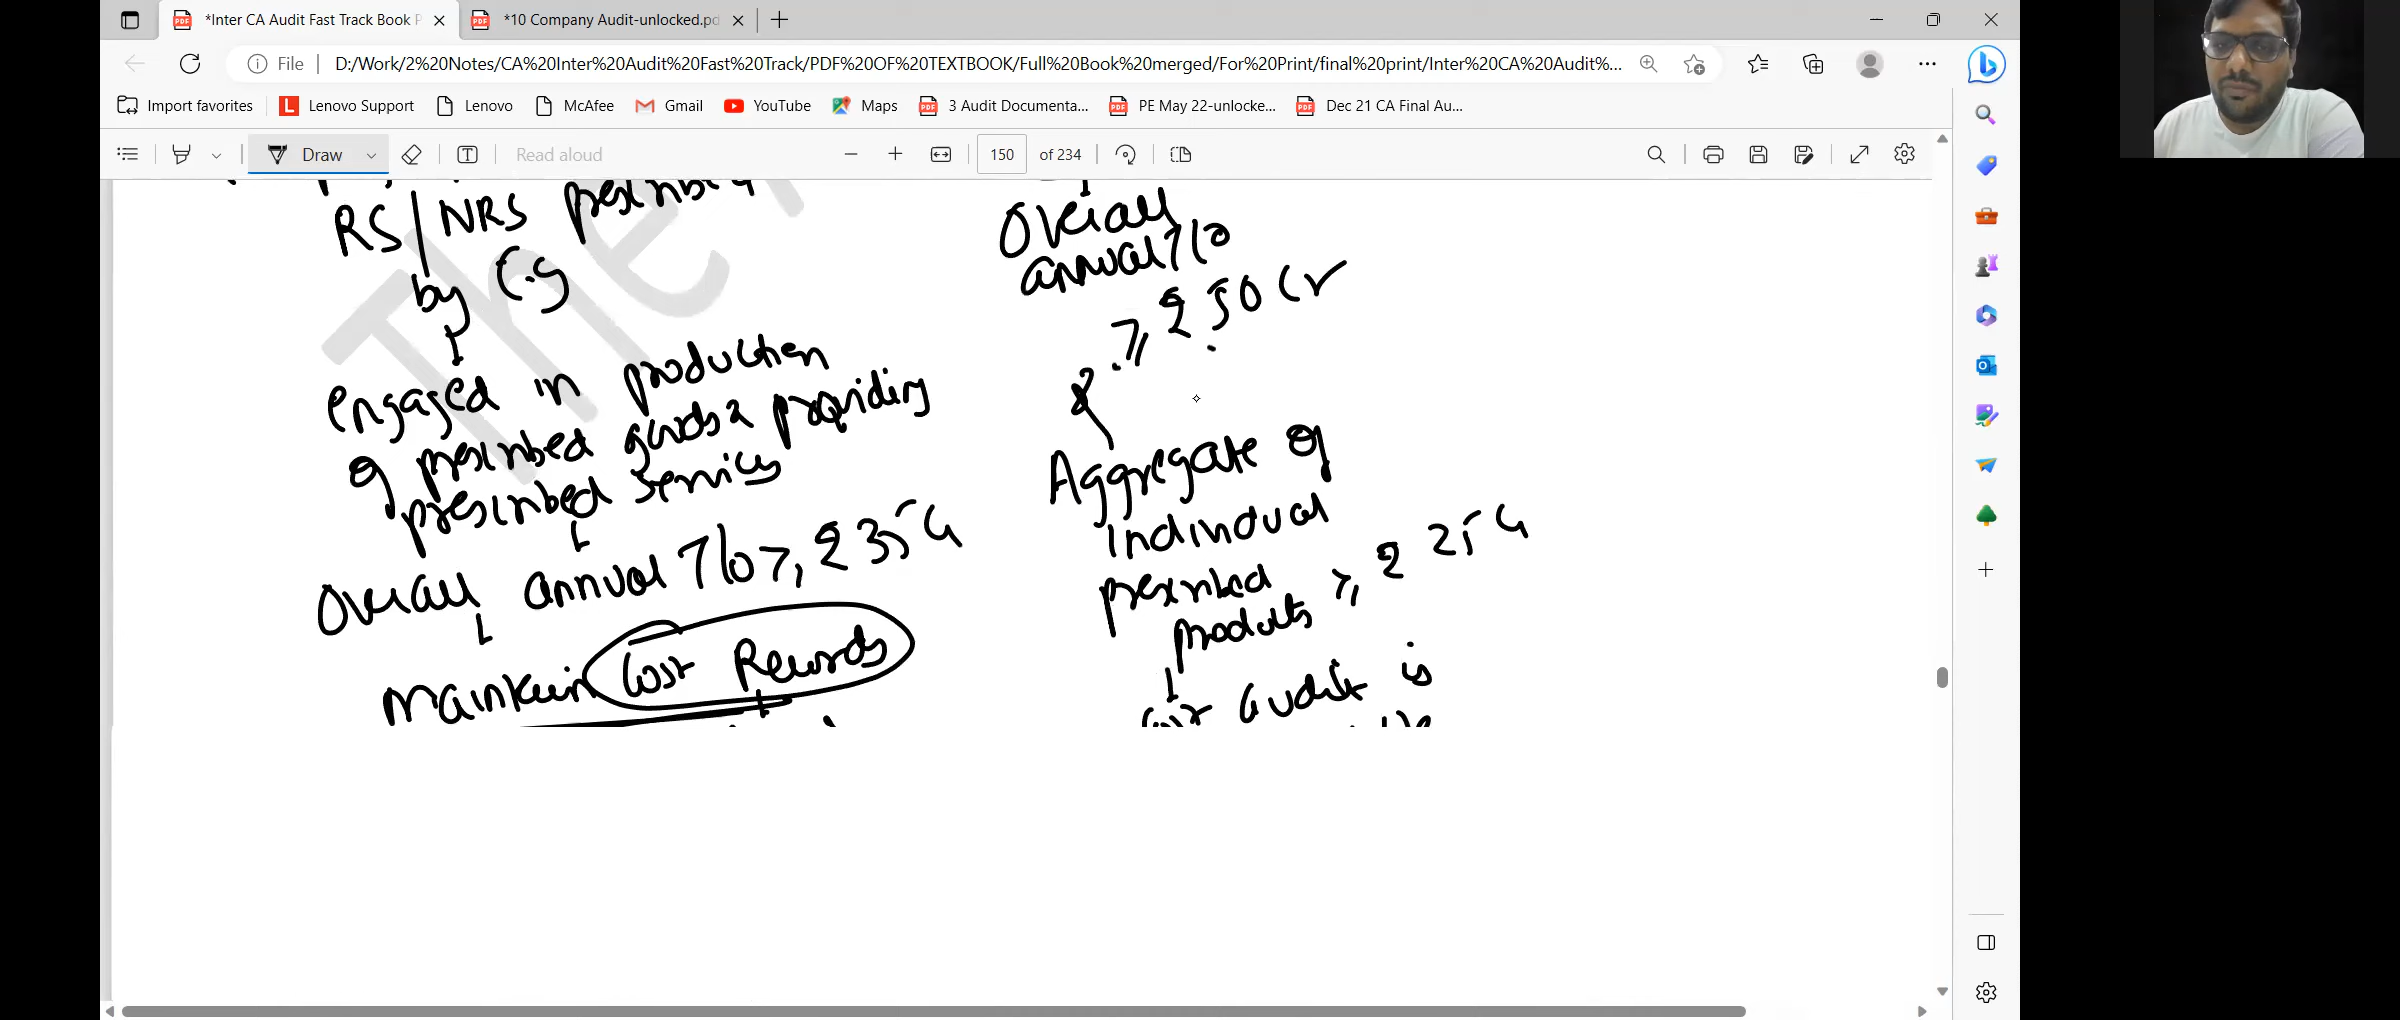 *Inter CA Audit Fast Track Book P
*10 Company Audit-unlocked.pd
File
D:/Work/2%20Notes/CA%20Inter%20Audit%20Fast%20Track/PDF%20OF%20TEXTBOOK/Full%20Book%20merged/For%20Print/final%20print/Inter%20CA%20Audit%...
Import favorites
Lenovo Support
Lenovo
McAfee
Gmail
YouTube
Maps
3 Audit Documenta...
PE May 22-unlocke...
Dec 21 CA Final Au...
Draw
Read aloud
150 of 234
The
RS/NRS prescribed
by C.G
engaged in production
of prescribed goods & providing
prescribed services
Overall annual T/o ≥ ₹ 35 Cr
Maintain Cost Records
Overall
annual T/o
≥ ₹ 50 Cr
&
Aggregate of
individual
prescribed
products ≥ ₹ 25 Cr
Cost audit is